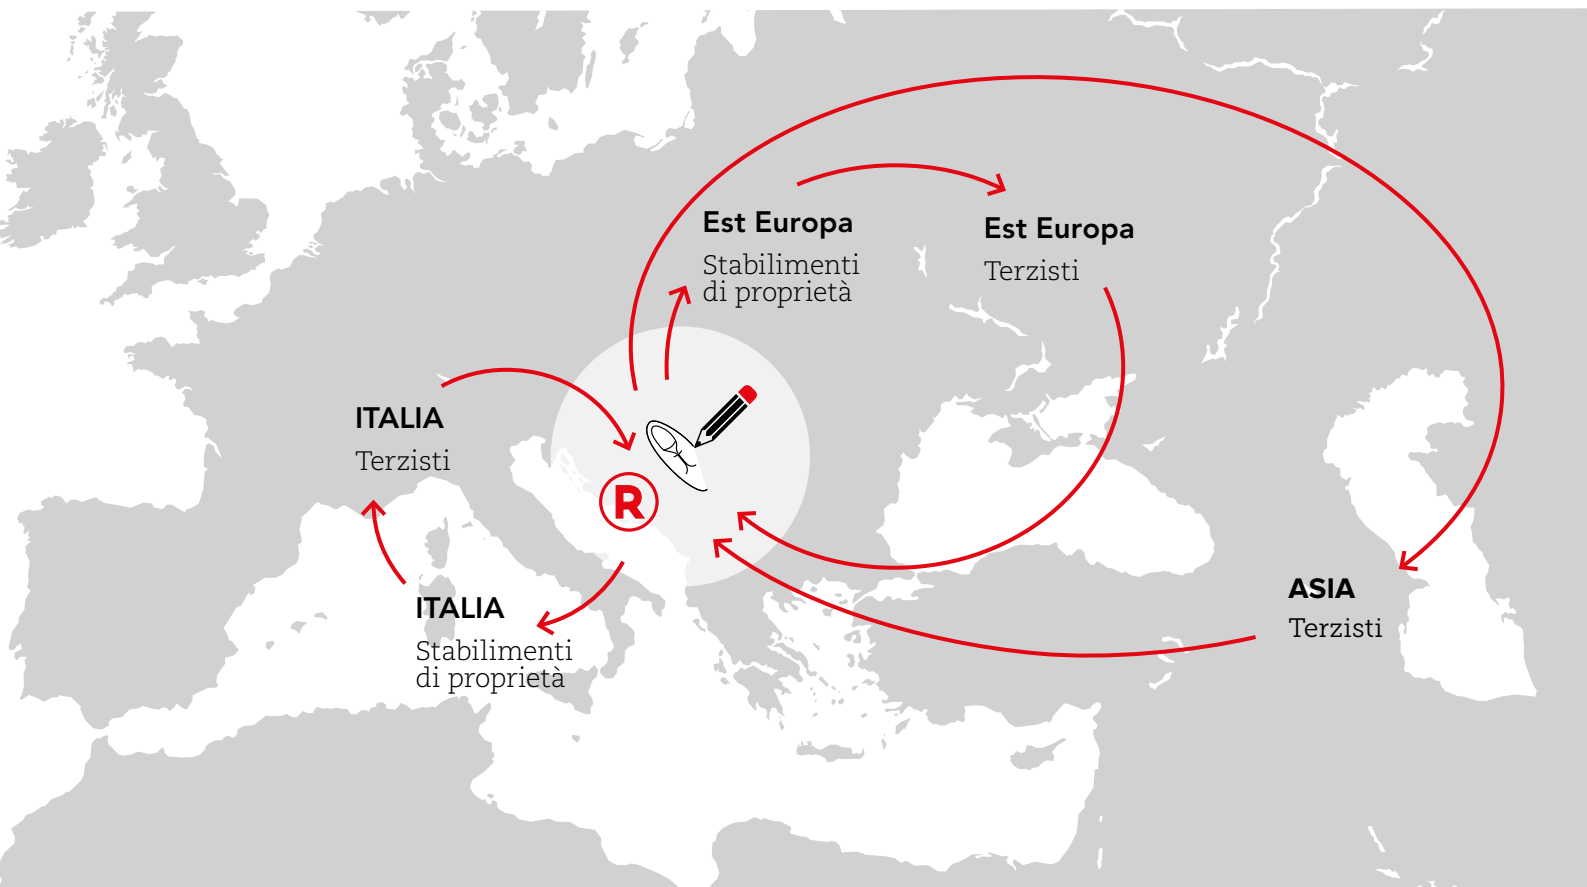 Est Europa
Stabilimenti
di proprietà
Est Europa
Terzisti
ITALIA
Terzisti
R
ITALIA
Stabilimenti
di proprietà
ASIA
Terzisti